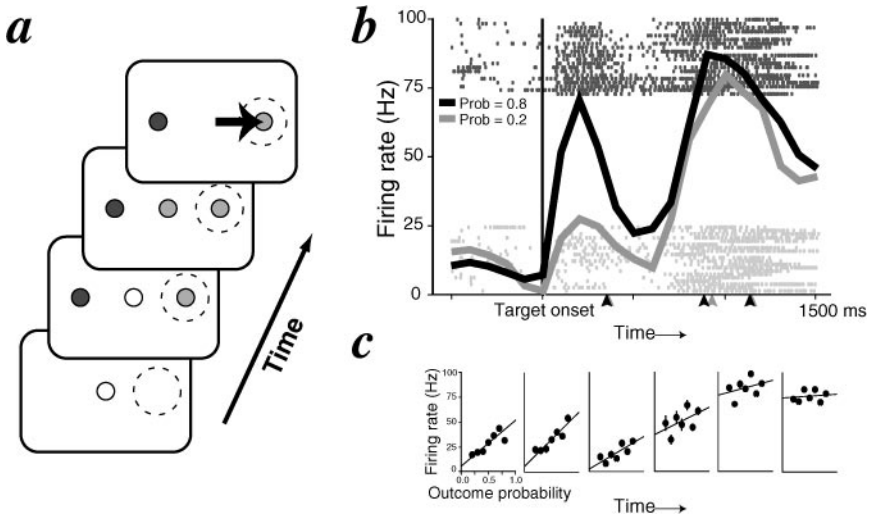 a
Time
b
100
75
50
25
0
Firing rate (Hz)
Prob = 0.8
Prob = 0.2
Target onset
1500 ms
Time
c
Firing rate (Hz)
100
75
50
25
0
0.0 0.5 1.0
Outcome probability
Time